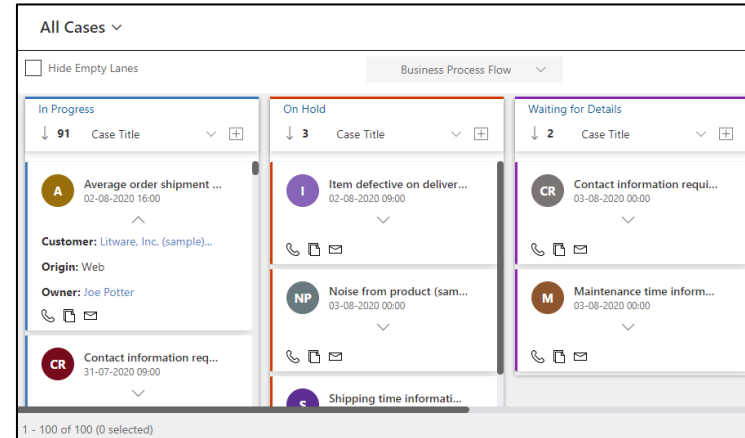 All Cases
Hide Empty Lanes
Business Process Flow
In Progress
91 Case Title
A
Average order shipment ...
02-08-2020 16:00
Customer: Litware, Inc. (sample)...
Origin: Web
Owner: Joe Potter
CR
Contact information req...
31-07-2020 09:00
On Hold
3 Case Title
I
Item defective on deliver...
02-08-2020 09:00
NP
Noise from product (sam...
03-08-2020 00:00
S
Shipping time informati...
Waiting for Details
2 Case Title
CR
Contact information requi...
03-08-2020 00:00
M
Maintenance time inform...
03-08-2020 00:00
1 - 100 of 100 (0 selected)